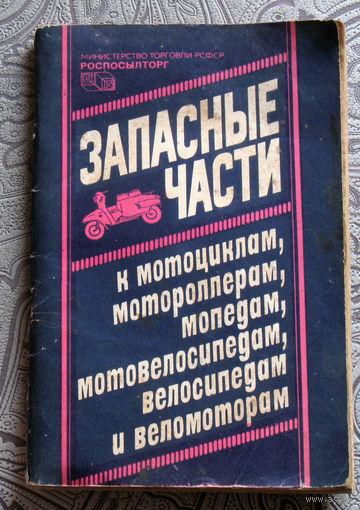 МИНИСТЕРСТВО ТОРГОВЛИ РСФСР
РОСПОСЫЛТОРГ
ЗАПАСНЫЕ
ЧАСТИ
к мотоциклам,
мотороллерам,
мопедам,
мотовелосипедам,
велосипедам
и веломоторам